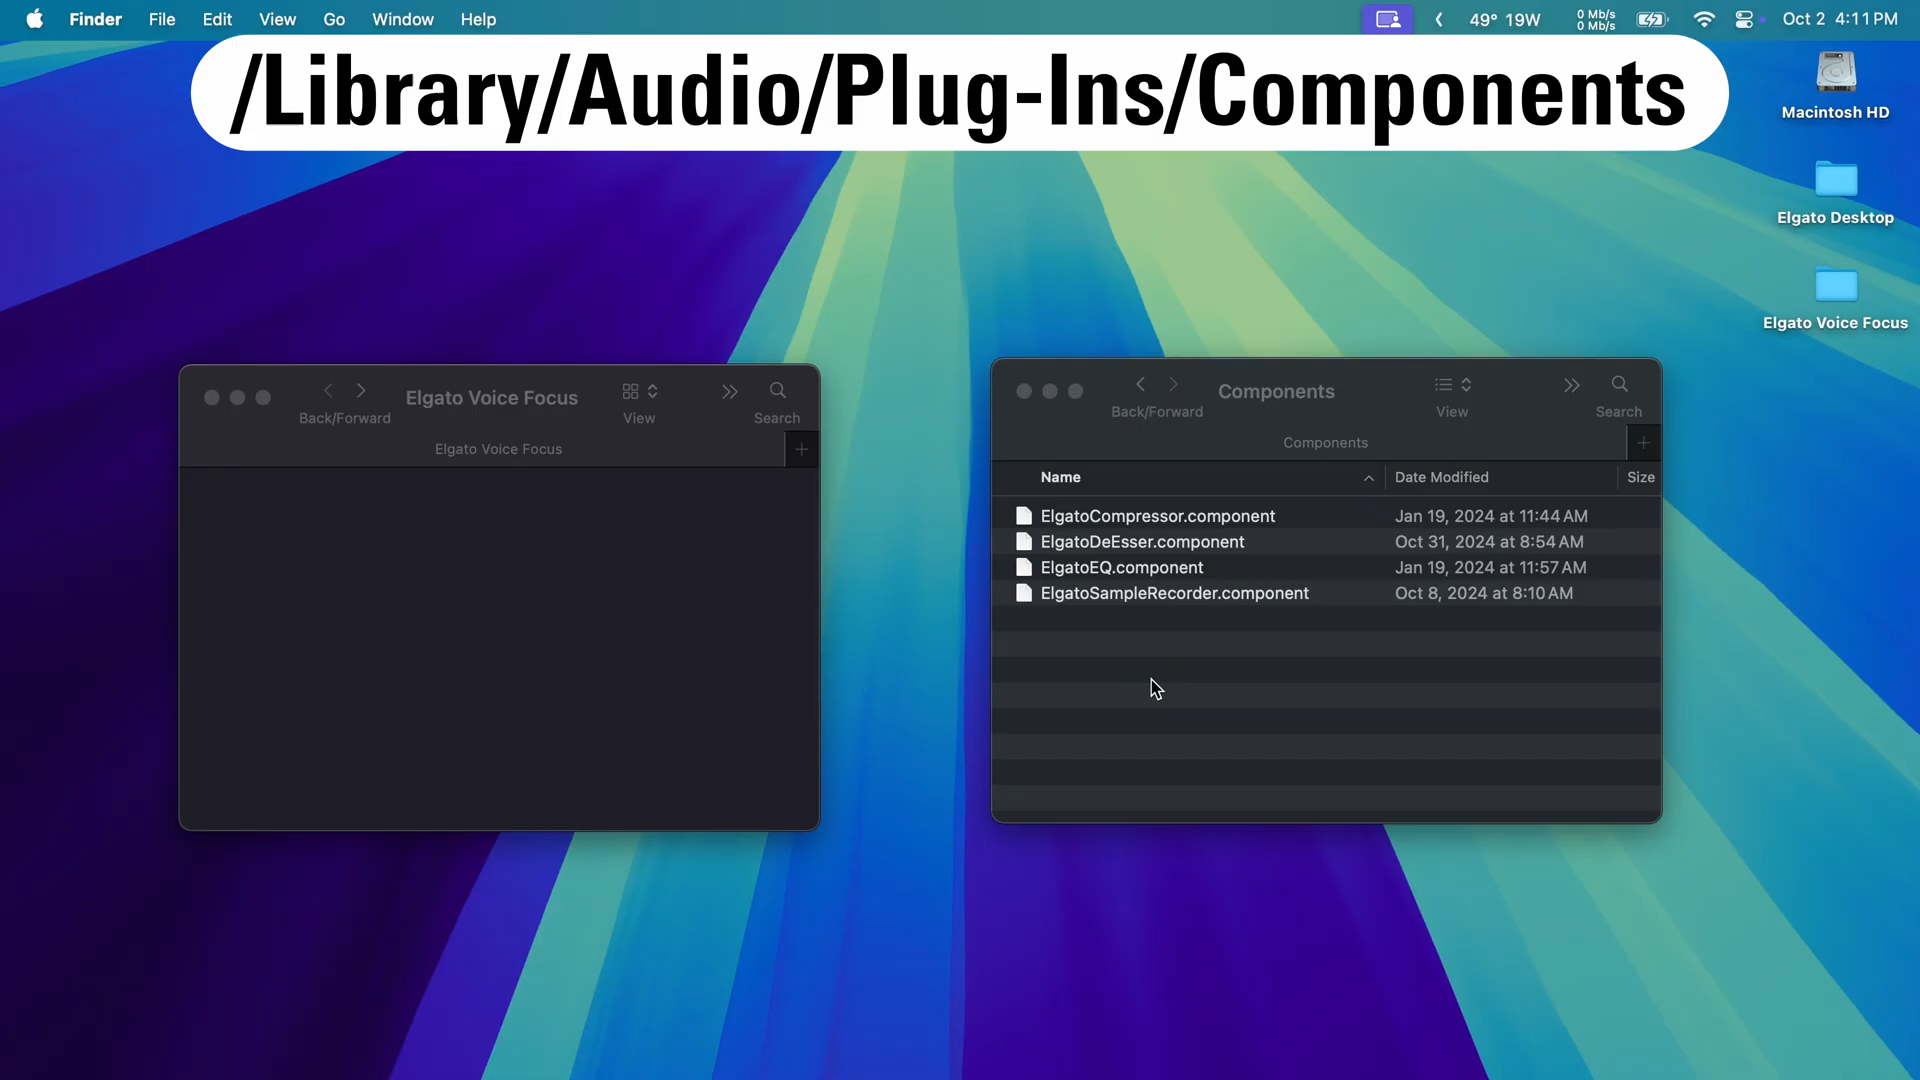 Finder File Edit View Go Window Help 49° 19W 0 Mb/s 0 Mb/s Oct 2 4:11 PM
/Library/Audio/Plug-Ins/Components
Macintosh HD
Elgato Desktop
Elgato Voice Focus
Elgato Voice Focus
Back/Forward View Search
Elgato Voice Focus
Components
Back/Forward View Search
Components
Name Date Modified Size
ElgatoCompressor.component Jan 19, 2024 at 11:44 AM
ElgatoDeEsser.component Oct 31, 2024 at 8:54 AM
ElgatoEQ.component Jan 19, 2024 at 11:57 AM
ElgatoSampleRecorder.component Oct 8, 2024 at 8:10 AM